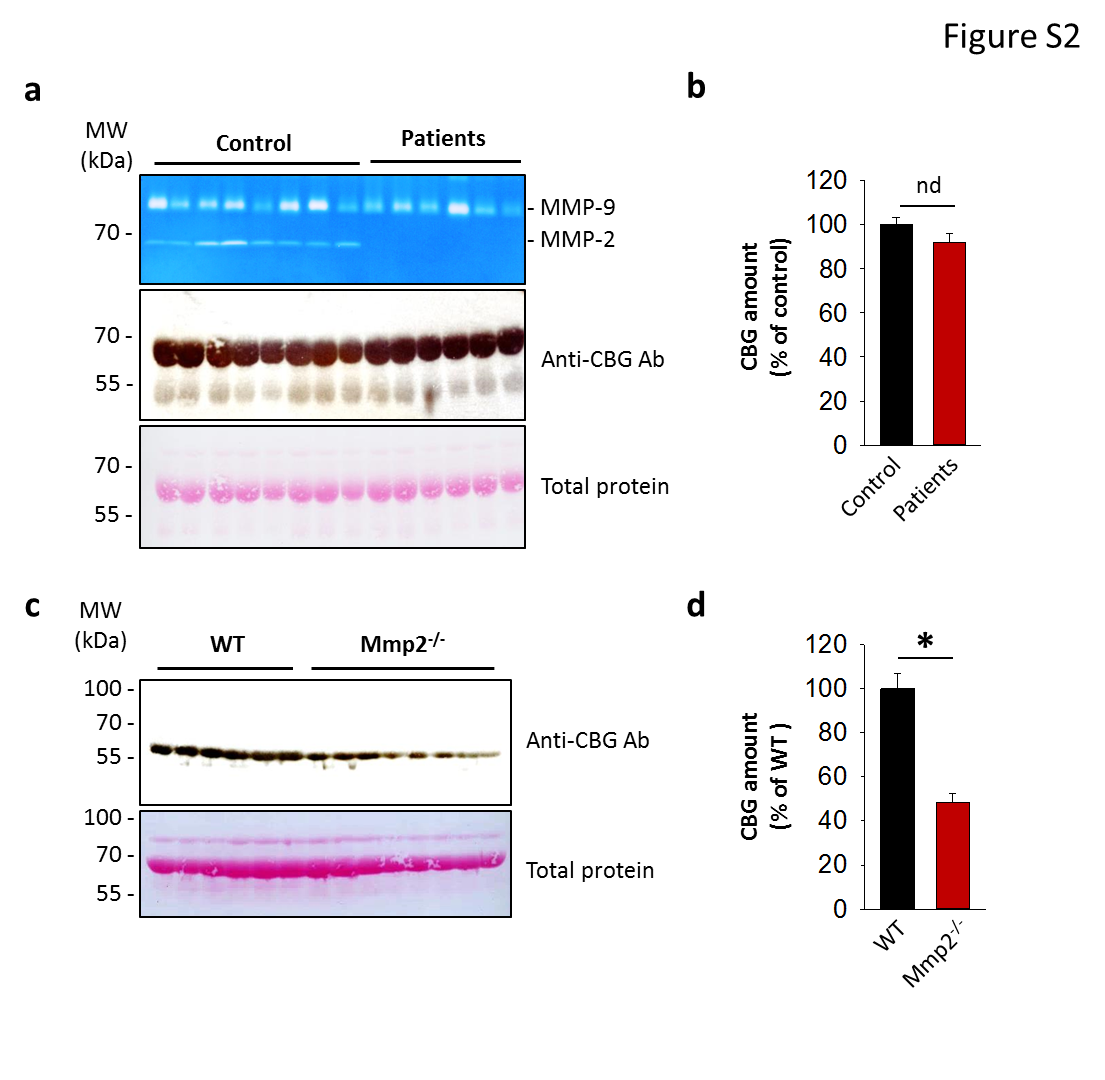 Figure S2
a
MW
(kDa)
Control
Patients
70 -
- MMP-9
- MMP-2
70 -
55 -
Anti-CBG Ab
70 -
55 -
Total protein
b
CBG amount
(% of control)
120
100
80
60
40
20
0
nd
Control
Patients
c
MW
(kDa)
WT
Mmp2-/-
100 -
70 -
55 -
Anti-CBG Ab
100 -
70 -
55 -
Total protein
d
CBG amount
(% of WT )
120
100
80
60
40
20
0
*
WT
Mmp2-/-